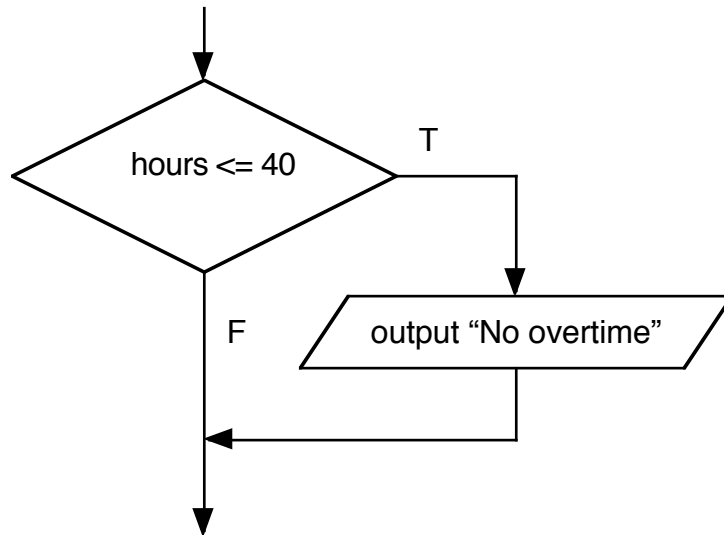 T
hours <= 40
F
output “No overtime”